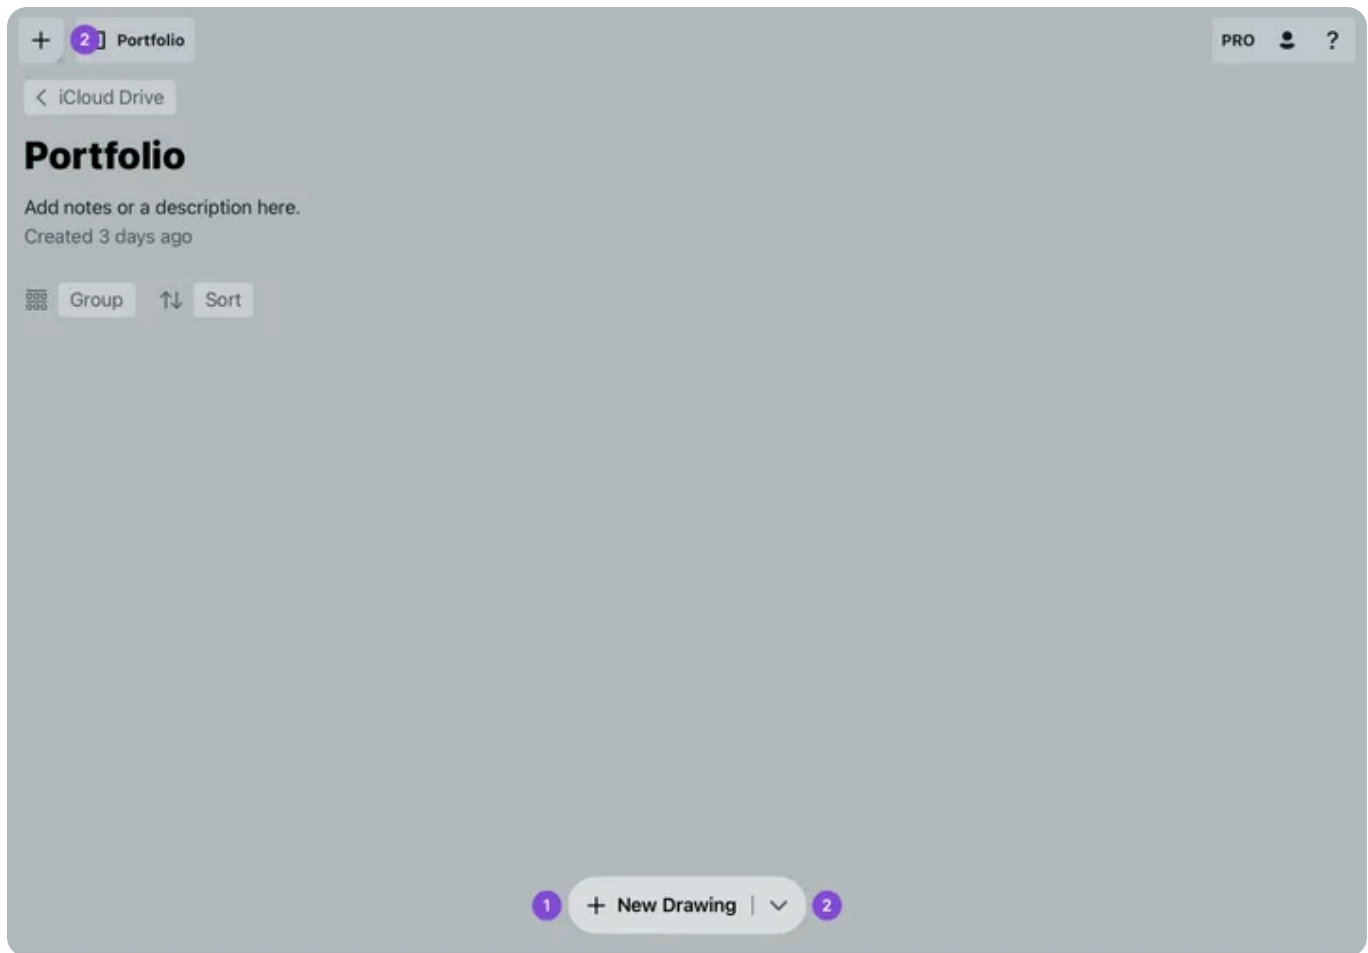 + 2 Portfolio PRO ?
< iCloud Drive
Portfolio
Add notes or a description here.
Created 3 days ago
Group Sort
1 + New Drawing | 2